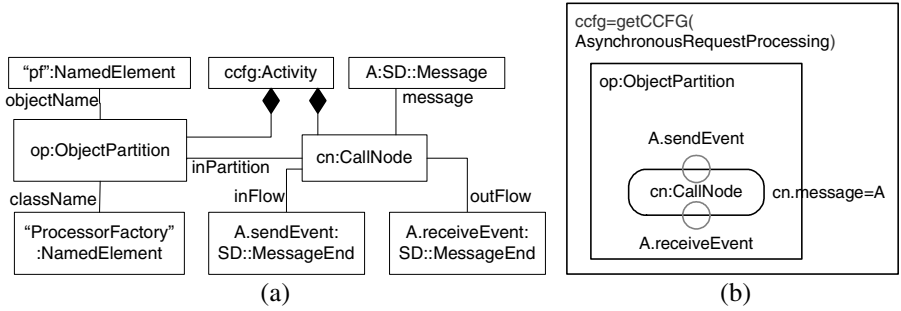 “pf”:NamedElement
ccfg:Activity
A:SD::Message
objectName
message
op:ObjectPartition
inPartition
cn:CallNode
className
inFlow
outFlow
“ProcessorFactory”
:NamedElement
A.sendEvent:
SD::MessageEnd
A.receiveEvent:
SD::MessageEnd
(a)
ccfg=getCCFG(
AsynchronousRequestProcessing)
op:ObjectPartition
A.sendEvent
cn:CallNode
cn.message=A
A.receiveEvent
(b)